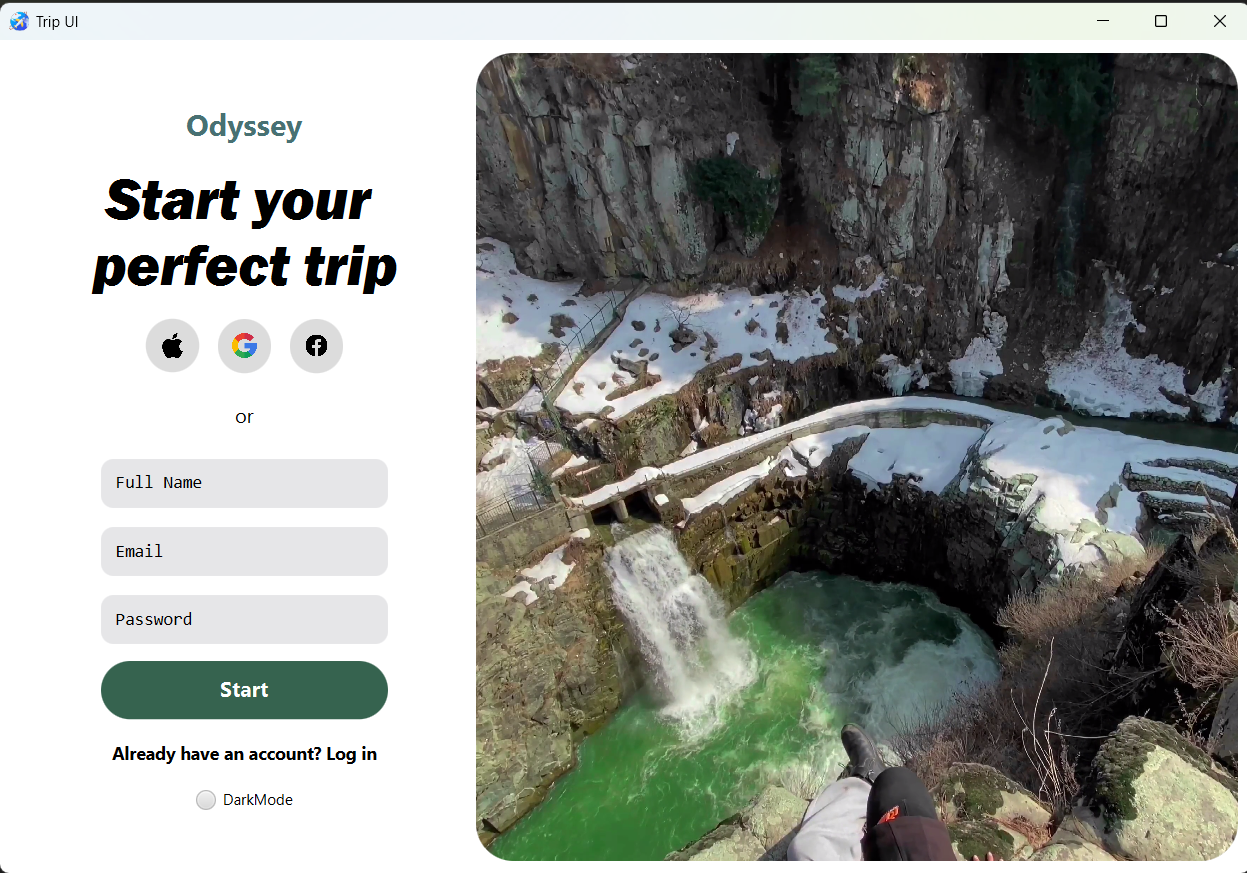 Trip UI
Odyssey
Start your
perfect trip
or
Full Name
Email
Password
Start
Already have an account? Log in
DarkMode